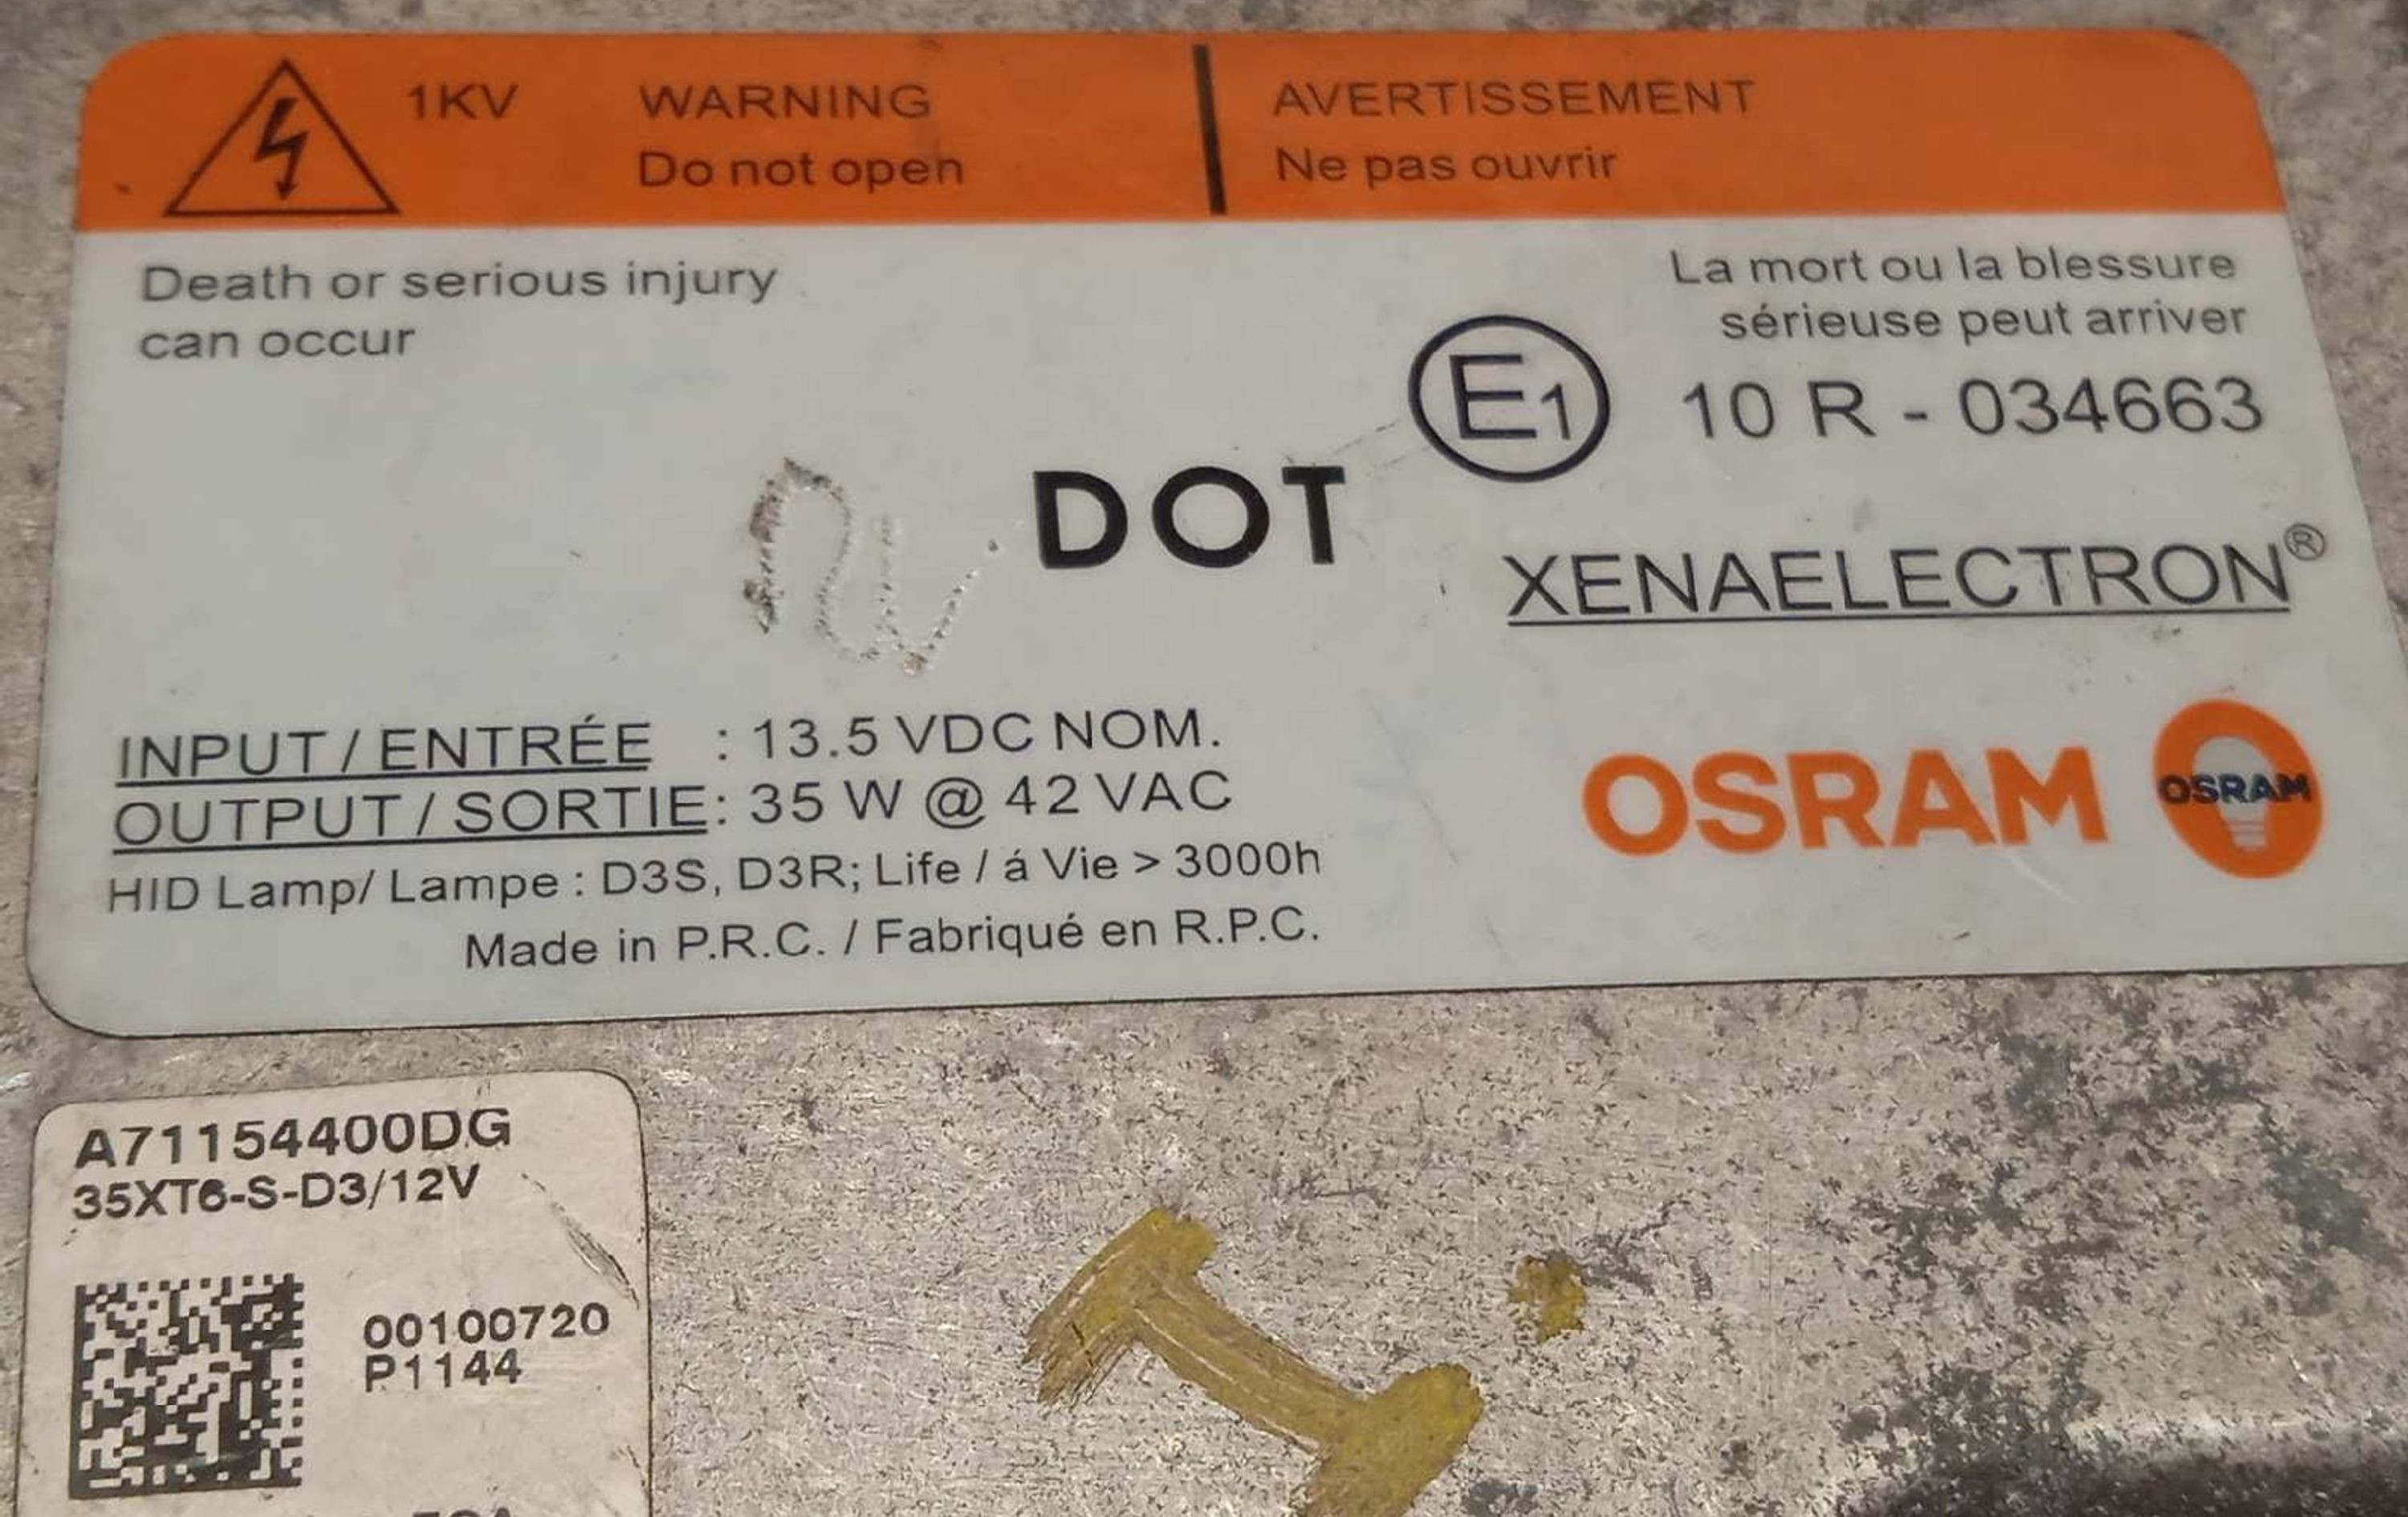 1KV WARNING AVERTISSEMENT
Do not open Ne pas ouvrir
Death or serious injury
can occur
La mort ou la blessure
sérieuse peut arriver
E1 10 R - 034663
DOT
XENAELECTRON®
INPUT / ENTRÉE : 13.5 VDC NOM.
OUTPUT / SORTIE: 35 W @ 42 VAC
HID Lamp/ Lampe : D3S, D3R; Life / á Vie > 3000h
Made in P.R.C. / Fabriqué en R.P.C.
OSRAM OSRAM
A71154400DG
35XT6-S-D3/12V
00100720
P1144